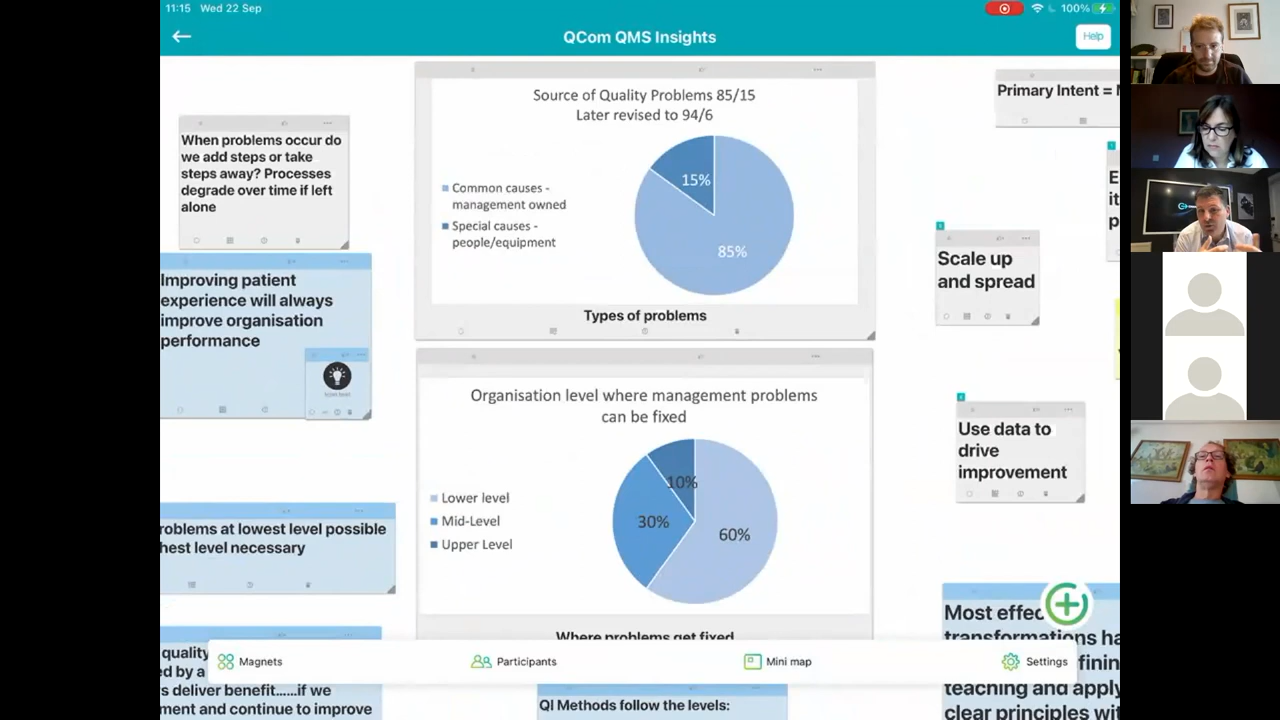 11:15 Wed 22 Sep
100%
QCom QMS Insights
Help
When problems occur do
we add steps or take
steps away? Processes
degrade over time if left
alone
Improving patient
experience will always
improve organisation
performance
roblems at lowest level possible
hest level necessary
quality
ed by a
s deliver benefit......if we
ment and continue to improve
Source of Quality Problems 85/15
Later revised to 94/6
Common causes -
management owned
Special causes -
people/equipment
15%
85%
Types of problems
Organisation level where management problems
can be fixed
Lower level
Mid-Level
Upper Level
10%
30%
60%
Where problems get fixed
QI Methods follow the levels:
Primary Intent =
E
it
p
Scale up
and spread
Use data to
drive
improvement
Most effec
transformations ha
finin
teaching and apply
clear principles wit
Magnets
Participants
Mini map
Settings